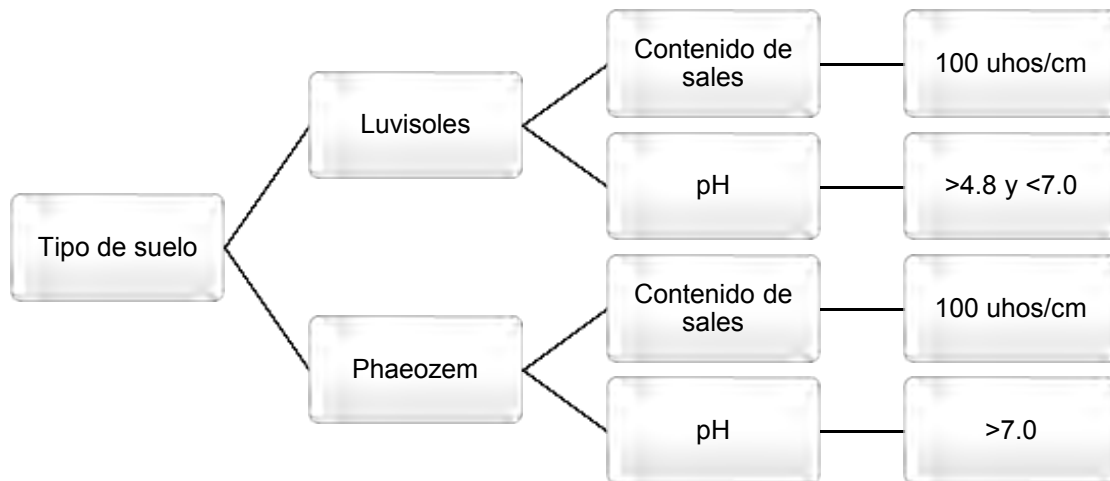 Tipo de suelo
Luvisoles
Contenido de
sales
100 uhos/cm
pH
>4.8 y <7.0
Phaeozem
Contenido de
sales
100 uhos/cm
pH
>7.0